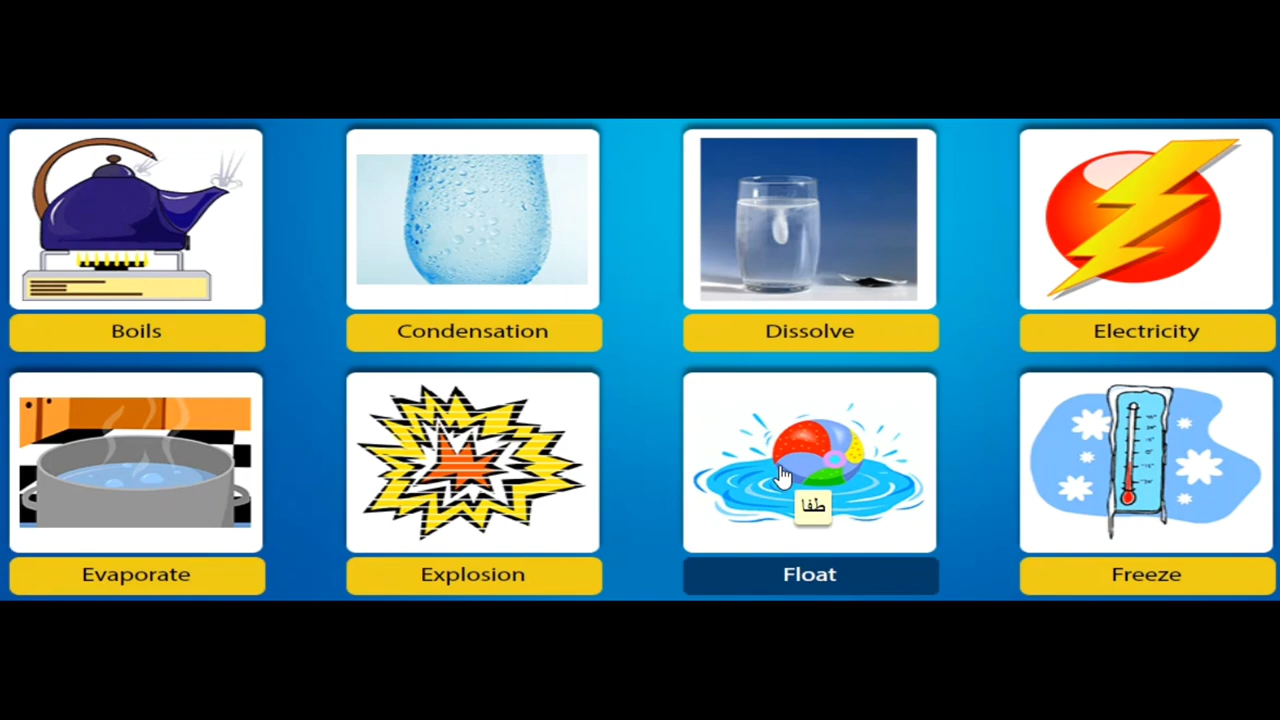 Boils
Condensation
Dissolve
Electricity
Evaporate
Explosion
طفا
Float
Freeze